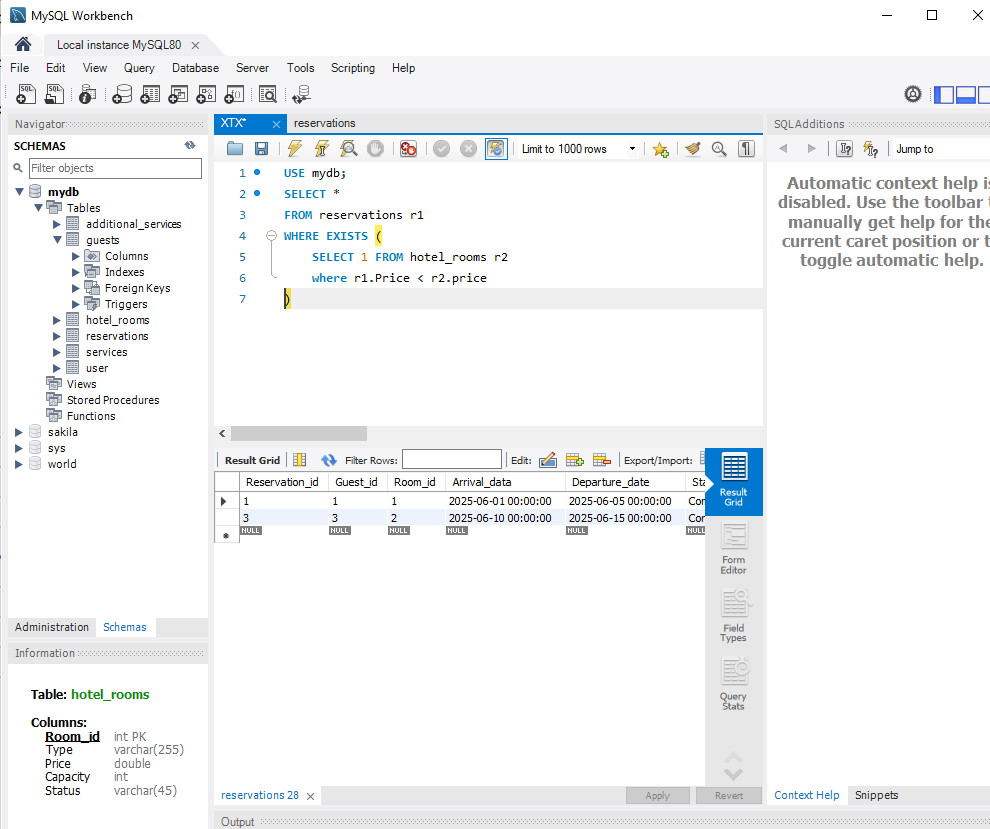 MySQL Workbench
Local instance MySQL80
File Edit View Query Database Server Tools Scripting Help
Navigator
SCHEMAS
Filter objects
mydb
Tables
additional_services
guests
Columns
Indexes
Foreign Keys
Triggers
hotel_rooms
reservations
services
user
Views
Stored Procedures
Functions
sakila
sys
world
Administration Schemas
Information
Table: hotel_rooms
Columns:
Room_id int PK
Type varchar(255)
Price double
Capacity int
Status varchar(45)
XTX* reservations
Limit to 1000 rows
1 USE mydb;
2 SELECT *
3 FROM reservations r1
4 WHERE EXISTS (
5 SELECT 1 FROM hotel_rooms r2
6 where r1.Price < r2.price
7 )
Result Grid Filter Rows: Edit: Export/Import:
Reservation_id Guest_id Room_id Arrival_data Departure_date Sta
1 1 1 2025-06-01 00:00:00 2025-06-05 00:00:00 Cor
3 3 2 2025-06-10 00:00:00 2025-06-15 00:00:00 Cor
NULL NULL NULL NULL NULL NULL
Result
Grid
Form
Editor
Field
Types
Query
Stats
reservations 28 Apply Revert
Output
SQLAdditions
Jump to
Automatic context help is
disabled. Use the toolbar t
manually get help for the
current caret position or t
toggle automatic help.
Context Help Snippets